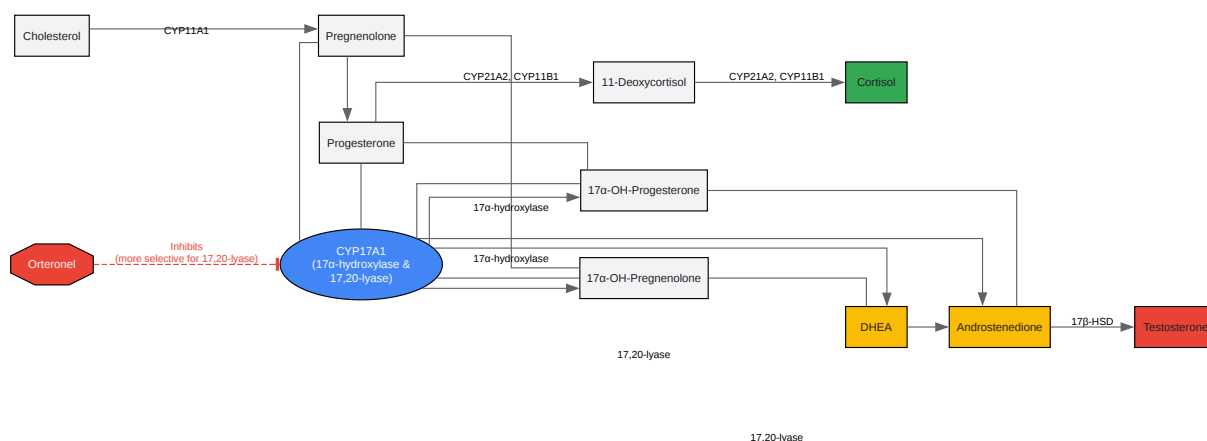 Cholesterol
CYP11A1
Pregnenolone
CYP21A2, CYP11B1
11-Deoxycortisol
CYP21A2, CYP11B1
Cortisol
Progesterone
17α-OH-Progesterone
17α-hydroxylase
Orteronel
Inhibits
(more selective for 17,20-lyase)
CYP17A1
(17α-hydroxylase &
17,20-lyase)
17α-hydroxylase
17α-OH-Pregnenolone
DHEA
Androstenedione
17β-HSD
Testosterone
17,20-lyase
17,20-lyase